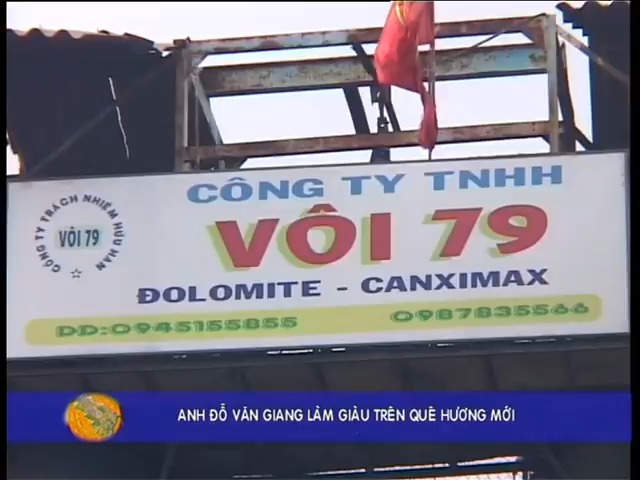 CÔNG TY TNHH
CÔNG TY TRÁCH NHIỆM HỮU HẠN
VÔI 79
VÔI 79
ĐOLOMITE - CANXIMAX
DD:0945155855 0987835566
ANH ĐỖ VĂN GIANG LÀM GIÀU TRÊN QUÊ HƯƠNG MỚI